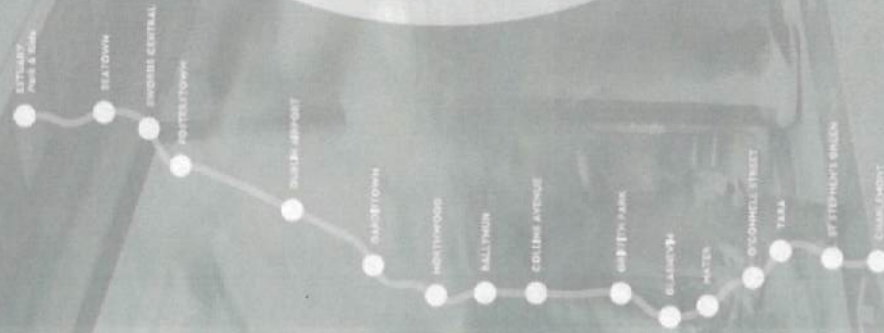 ESTUARY
Park & Ride
SEATOWN
SWORDS CENTRAL
FOSTERSTOWN
DUBLIN AIRPORT
DARDISTOWN
NORTHWOOD
BALLYMUN
COLLINS AVENUE
GRIFFITH PARK
GLASNEVIN
MATER
O'CONNELL STREET
TARA
ST STEPHEN'S GREEN
CHARLEMONT